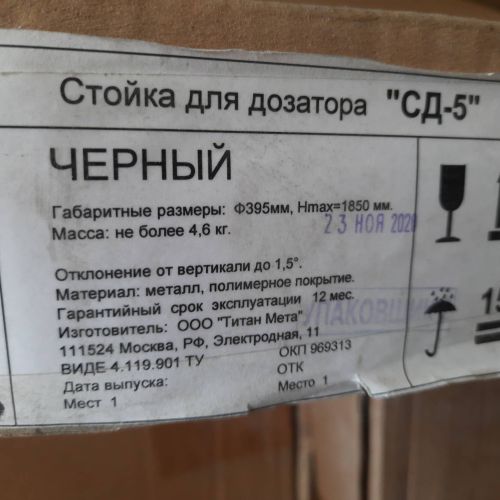 Стойка для дозатора "СД-5"
ЧЕРНЫЙ
Габаритные размеры: Ф395мм, Hmax=1850 мм.
Масса: не более 4,6 кг.
23 НОЯ 2020
Отклонение от вертикали до 1,5°.
Материал: металл, полимерное покрытие.
Гарантийный срок эксплуатации 12 мес.
Изготовитель: ООО "Титан Мета"
УПАКОВЩИК
111524 Москва, РФ, Электродная, 11
ВИДЕ 4.119.901 ТУ ОКП 969313
Дата выпуска: ОТК
Мест 1 Место 1